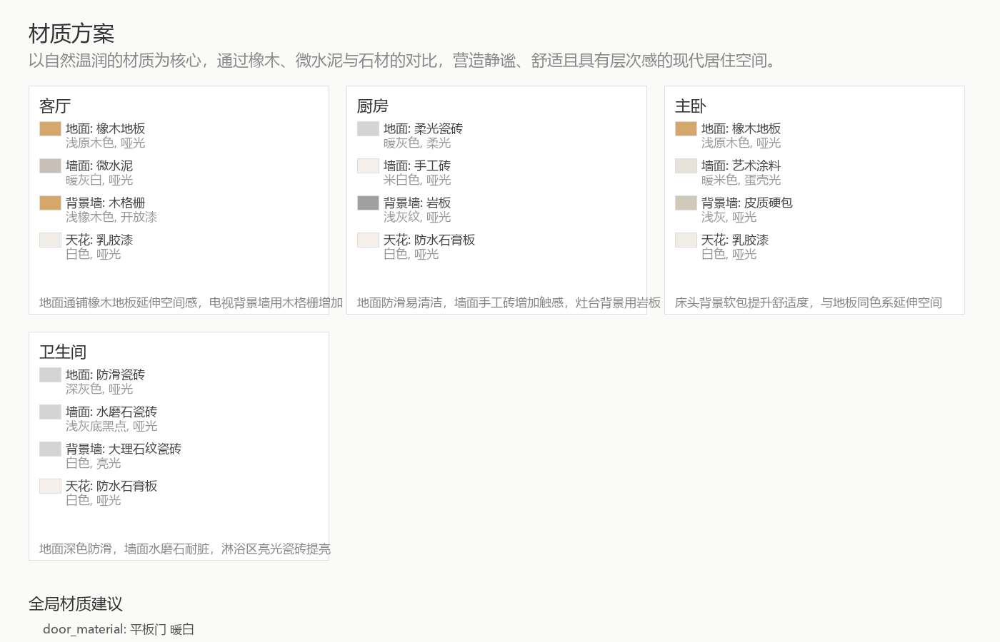 材质方案
以自然温润的材质为核心，通过橡木、微水泥与石材的对比，营造静谧、舒适且具有层次感的现代居住空间。
客厅
地面: 橡木地板
浅原木色, 哑光
墙面: 微水泥
暖灰白, 哑光
背景墙: 木格栅
浅橡木色, 开放漆
天花: 乳胶漆
白色, 哑光
地面通铺橡木地板延伸空间感，电视背景墙用木格栅增加
厨房
地面: 柔光瓷砖
暖灰色, 柔光
墙面: 手工砖
米白色, 哑光
背景墙: 岩板
浅灰纹, 哑光
天花: 防水石膏板
白色, 哑光
地面防滑易清洁，墙面手工砖增加触感，灶台背景用岩板
主卧
地面: 橡木地板
浅原木色, 哑光
墙面: 艺术涂料
暖米色, 蛋壳光
背景墙: 皮质硬包
浅灰, 哑光
天花: 乳胶漆
白色, 哑光
床头背景软包提升舒适度，与地板同色系延伸空间
卫生间
地面: 防滑瓷砖
深灰色, 哑光
墙面: 水磨石瓷砖
浅灰底黑点, 哑光
背景墙: 大理石纹瓷砖
白色, 亮光
天花: 防水石膏板
白色, 哑光
地面深色防滑，墙面水磨石耐脏，淋浴区亮光瓷砖提亮
全局材质建议
door_material: 平板门 暖白